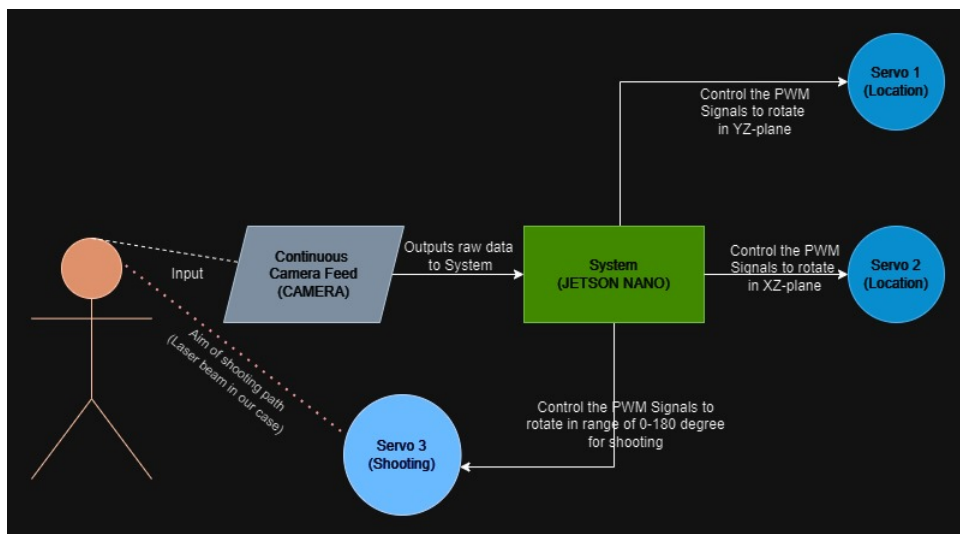 Servo 1
(Location)
Control the PWM
Signals to rotate
in YZ-plane
Continuous
Camera Feed
(CAMERA)
Input
Outputs raw data
to System
System
(JETSON NANO)
Control the PWM
Signals to rotate
in XZ-plane
Servo 2
(Location)
Aim of shooting path
(Laser beam in our case)
Control the PWM Signals to
rotate in range of 0-180 degree
for shooting
Servo 3
(Shooting)